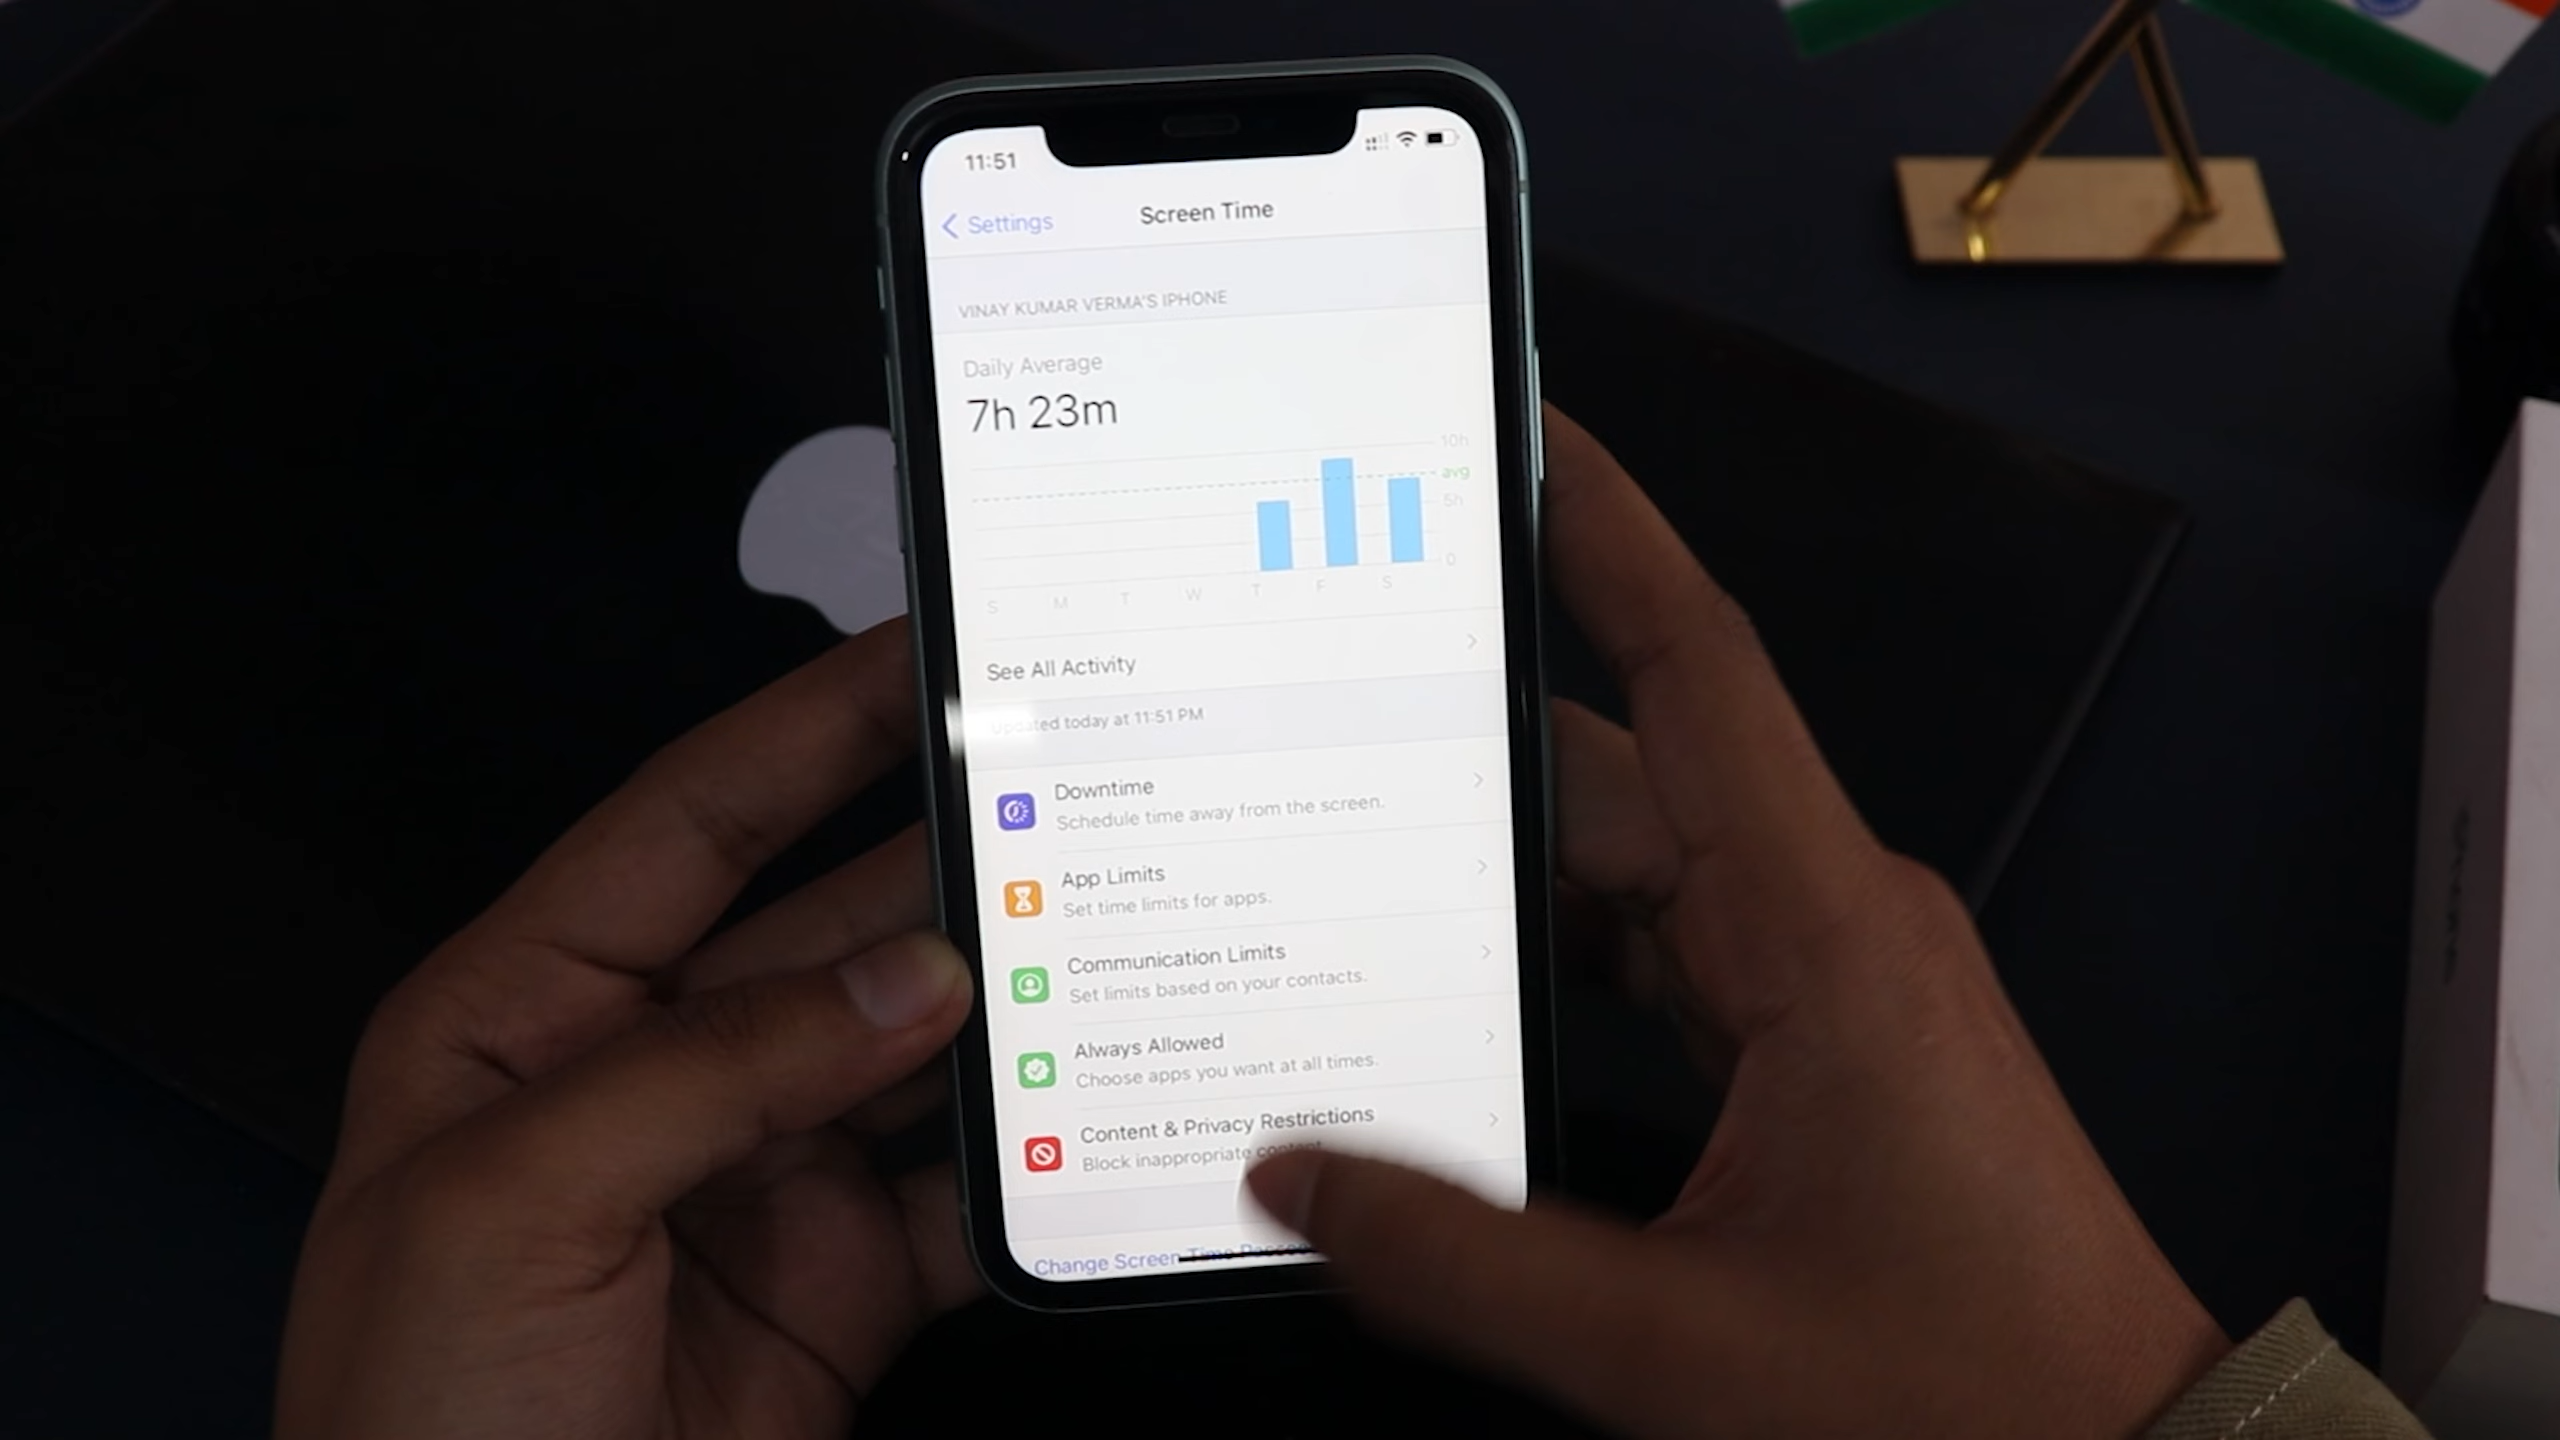 11:51
Settings
Screen Time
VINAY KUMAR VERMA'S IPHONE
Daily Average
7h 23m
10h
avg
5h
0
S M T W T F S
See All Activity
Updated today at 11:51 PM
Downtime
Schedule time away from the screen.
App Limits
Set time limits for apps.
Communication Limits
Set limits based on your contacts.
Always Allowed
Choose apps you want at all times.
Content & Privacy Restrictions
Block inappropriate content.
Change Screen Time